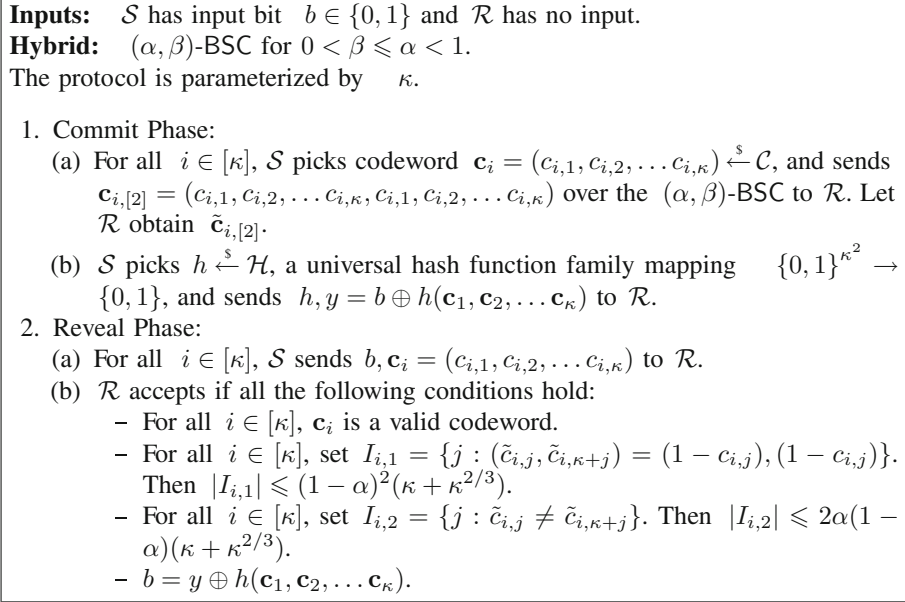 Inputs: 𝒮 has input bit b ∈ {0, 1} and ℛ has no input.
Hybrid: (α, β)-BSC for 0 < β ⩽ α < 1.
The protocol is parameterized by κ.
1. Commit Phase:
(a) For all i ∈ [κ], 𝒮 picks codeword c_i = (c_{i,1}, c_{i,2}, … c_{i,κ}) ←$ 𝒞, and sends
c_{i,[2]} = (c_{i,1}, c_{i,2}, … c_{i,κ}, c_{i,1}, c_{i,2}, … c_{i,κ}) over the (α, β)-BSC to ℛ. Let
ℛ obtain c̃_{i,[2]}.
(b) 𝒮 picks h ←$ ℋ, a universal hash function family mapping {0, 1}^{κ^2} →
{0, 1}, and sends h, y = b ⊕ h(c_1, c_2, … c_κ) to ℛ.
2. Reveal Phase:
(a) For all i ∈ [κ], 𝒮 sends b, c_i = (c_{i,1}, c_{i,2}, … c_{i,κ}) to ℛ.
(b) ℛ accepts if all the following conditions hold:
– For all i ∈ [κ], c_i is a valid codeword.
– For all i ∈ [κ], set I_{i,1} = {j : (c̃_{i,j}, c̃_{i,κ+j}) = (1 − c_{i,j}), (1 − c_{i,j})}.
Then |I_{i,1}| ⩽ (1 − α)^2(κ + κ^{2/3}).
– For all i ∈ [κ], set I_{i,2} = {j : c̃_{i,j} ≠ c̃_{i,κ+j}}. Then |I_{i,2}| ⩽ 2α(1 −
α)(κ + κ^{2/3}).
– b = y ⊕ h(c_1, c_2, … c_κ).